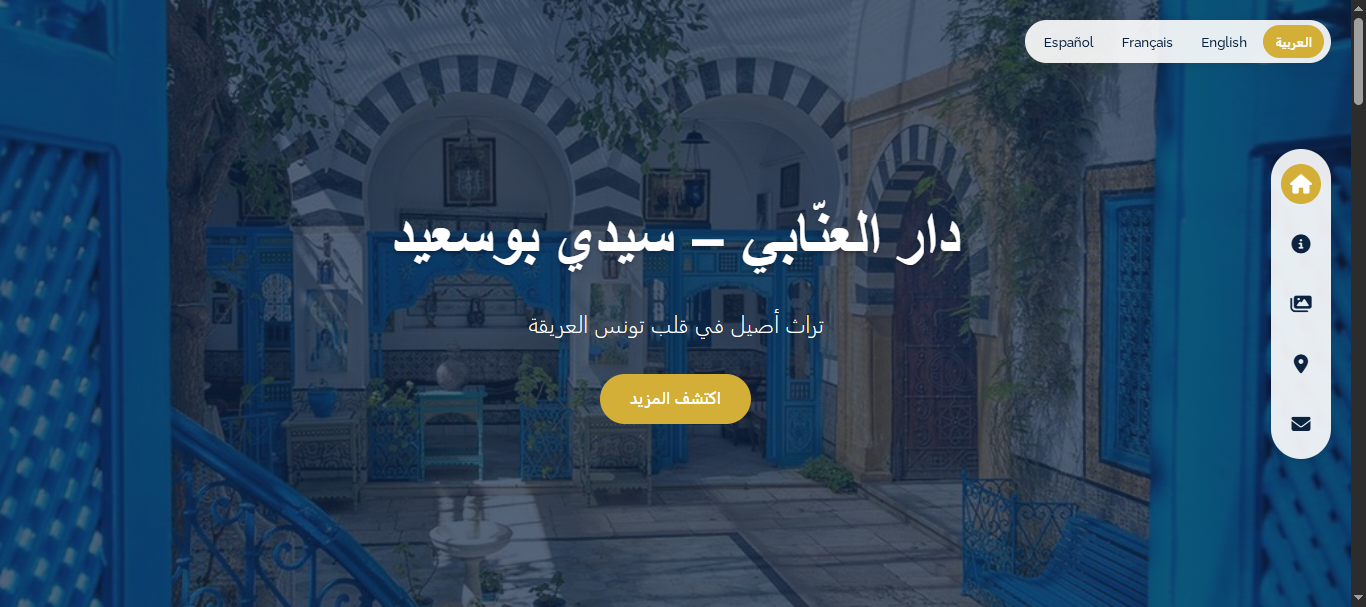 العربية
English
Français
Español
دار العنّابي – سيدي بوسعيد
تراث أصيل في قلب تونس العريقة
اكتشف المزيد